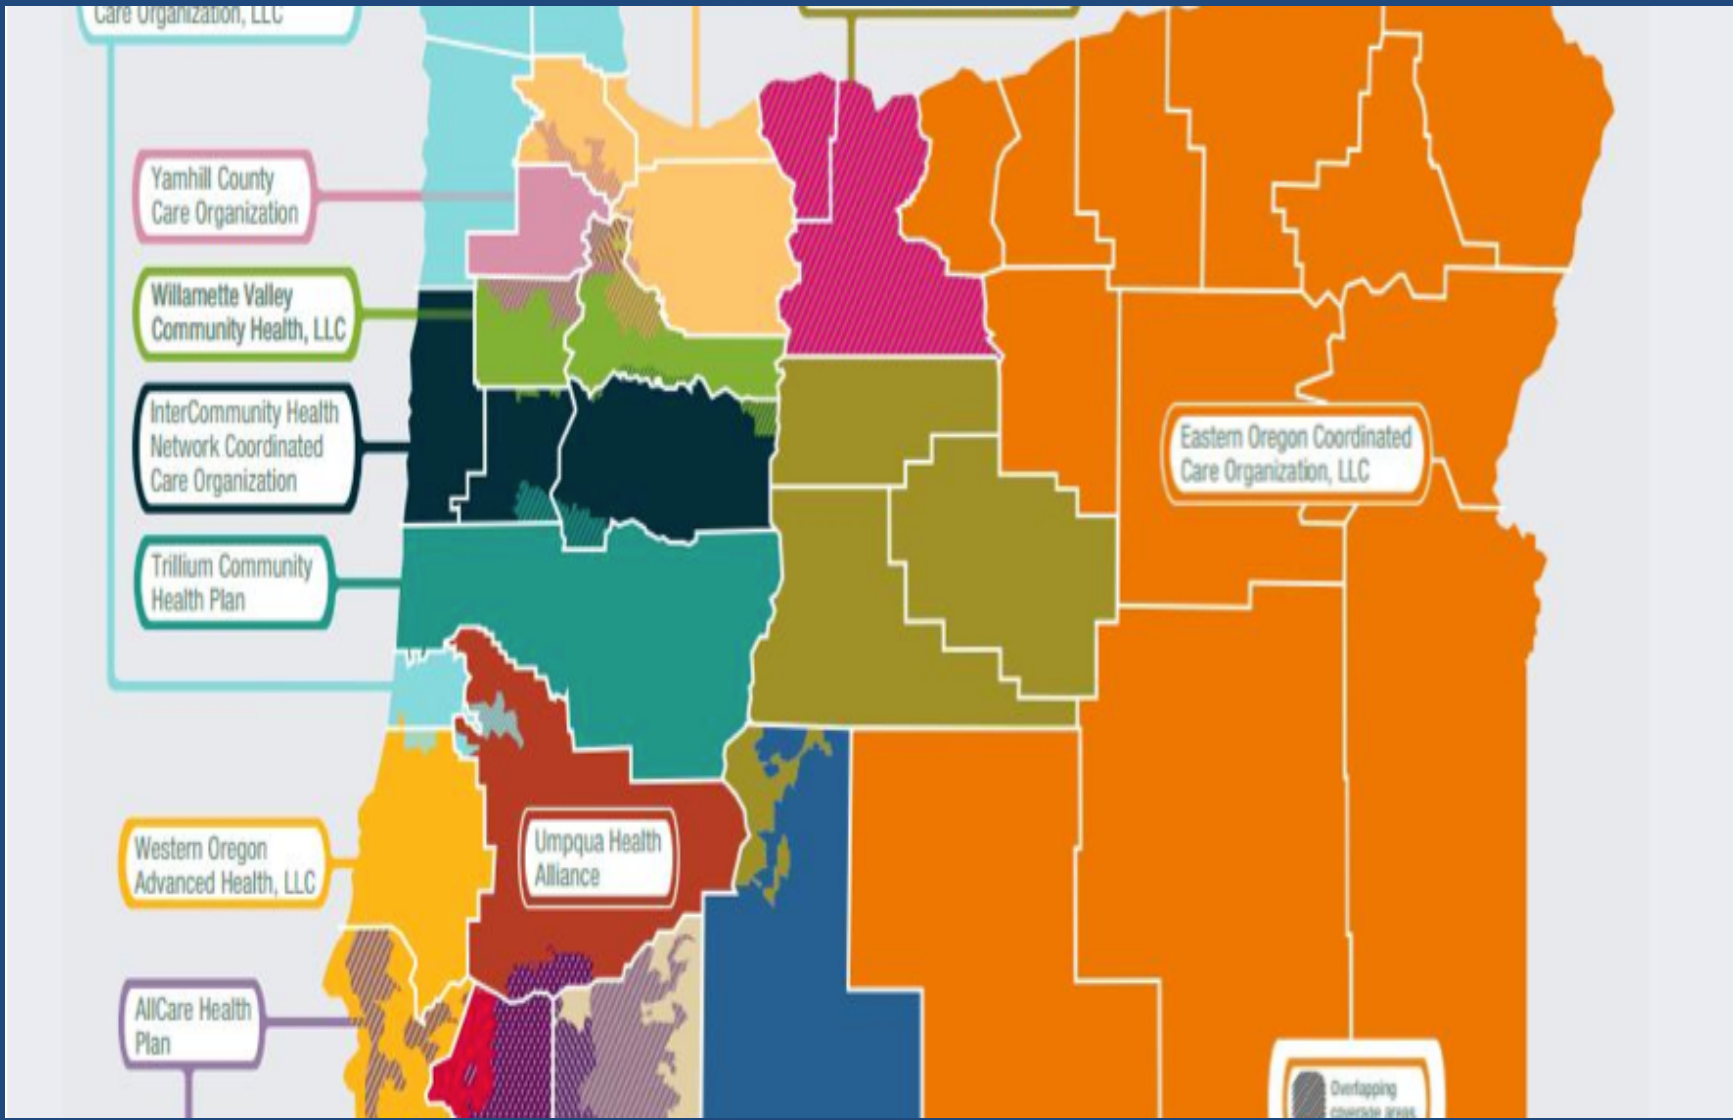 Care Organization, LLC
Yamhill County
Care Organization
Willamette Valley
Community Health, LLC
InterCommunity Health
Network Coordinated
Care Organization
Trillium Community
Health Plan
Eastern Oregon Coordinated
Care Organization, LLC
Umpqua Health
Alliance
Western Oregon
Advanced Health, LLC
AllCare Health
Plan
Overlapping
coverage areas